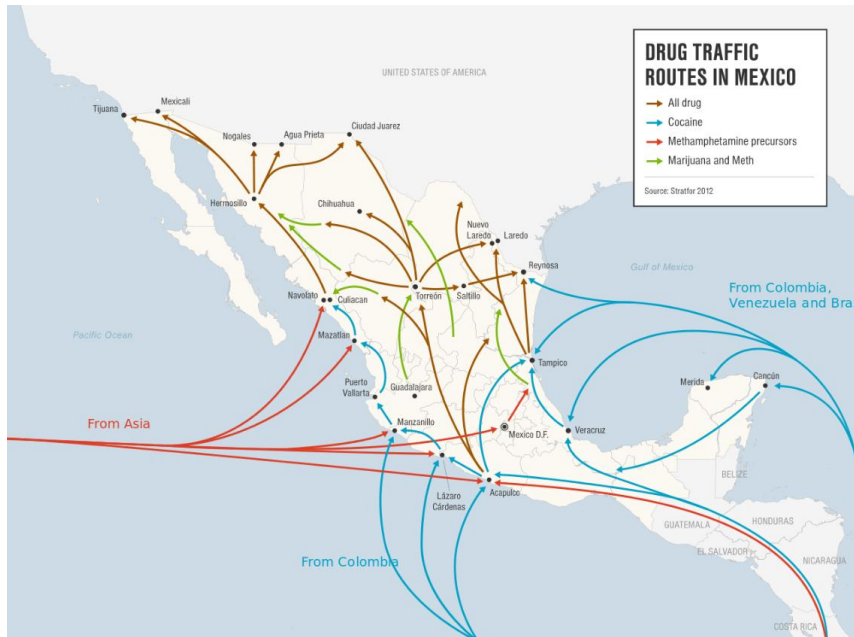 DRUG TRAFFIC
ROUTES IN MEXICO
All drug
Cocaine
Methamphetamine precursors
Marijuana and Meth
Source: Stratfor 2012
UNITED STATES OF AMERICA
Tijuana
Mexicali
Nogales
Agua Prieta
Ciudad Juarez
Hermosillo
Chihuahua
Nuevo
Laredo
Laredo
Reynosa
Gulf of Mexico
From Colombia,
Venezuela and Bra
Navolato
Culiacan
Torreón
Saltillo
Pacific Ocean
Mazatlan
Tampico
Puerto
Vallarta
Guadalajara
Merida
Cancún
From Asia
Manzanillo
Mexico D.F.
Veracruz
Lázaro
Cárdenas
Acapulco
BELIZE
GUATEMALA
HONDURAS
EL SALVADOR
NICARAGUA
From Colombia
COSTA RICA